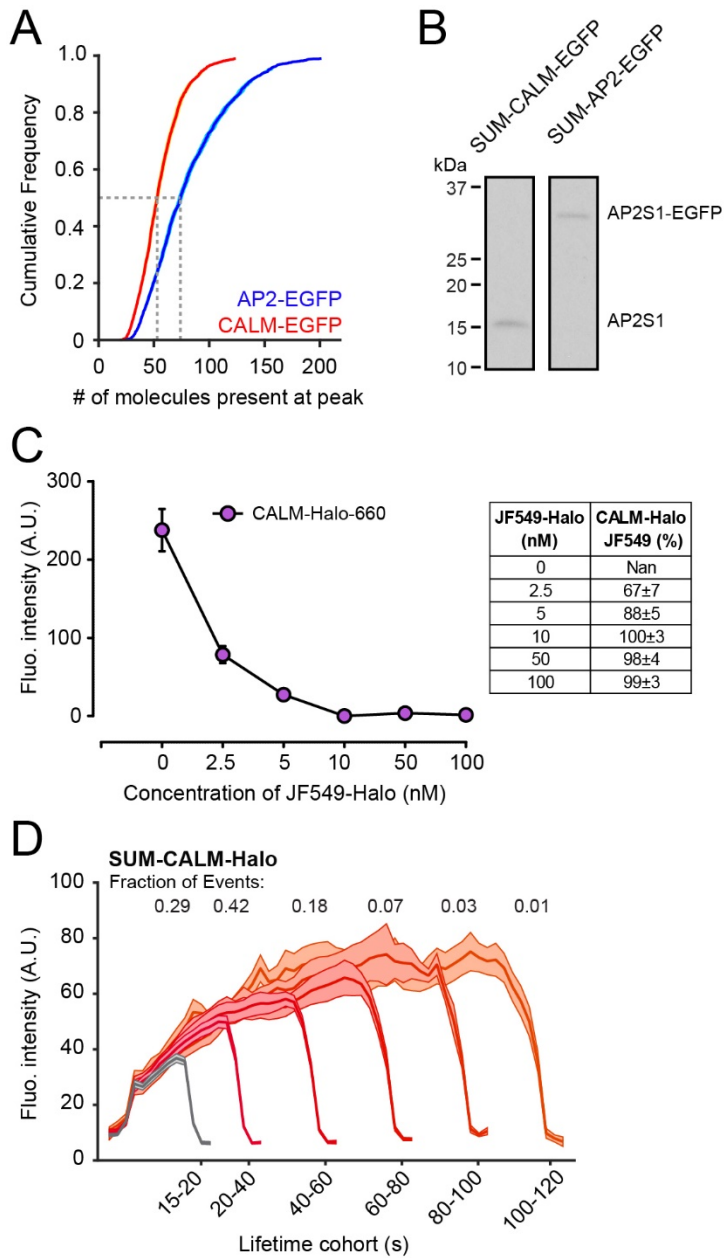 A
Cumulative Frequency
1.0
0.8
0.6
0.4
0.2
0
AP2-EGFP
CALM-EGFP
0 50 100 150 200
# of molecules present at peak
B
SUM-CALM-EGFP
SUM-AP2-EGFP
kDa
37
25
20
15
10
AP2S1-EGFP
AP2S1
C
Fluo. intensity (A.U.)
300
200
100
0
CALM-Halo-660
0 2.5 5 10 50 100
Concentration of JF549-Halo (nM)
JF549-Halo (nM) CALM-Halo JF549 (%)
0 Nan
2.5 67±7
5 88±5
10 100±3
50 98±4
100 99±3
D
SUM-CALM-Halo
Fraction of Events:
0.29 0.42 0.18 0.07 0.03 0.01
Fluo. intensity (A.U.)
100
80
60
40
20
0
15-20 20-40 40-60 60-80 80-100 100-120
Lifetime cohort (s)